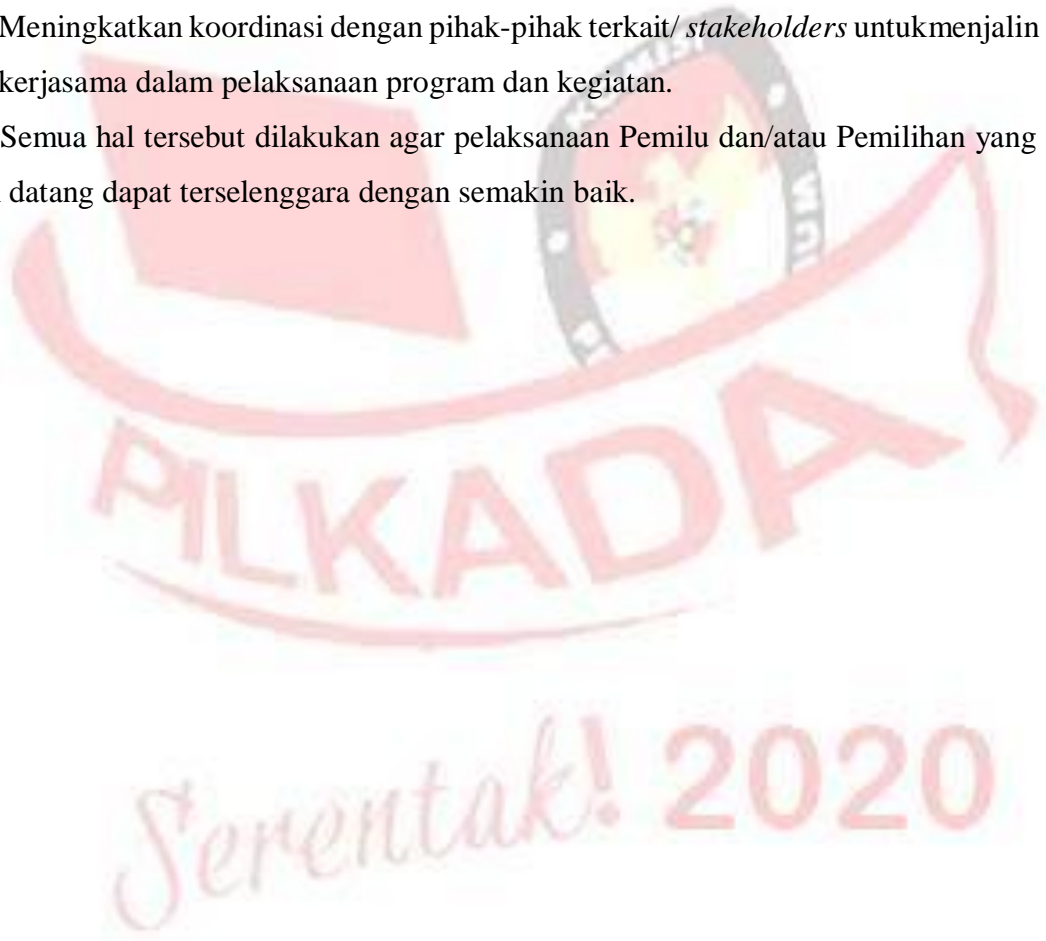 Meningkatkan koordinasi dengan pihak-pihak terkait/ stakeholders untukmenjalin
kerjasama dalam pelaksanaan program dan kegiatan.
Semua hal tersebut dilakukan agar pelaksanaan Pemilu dan/atau Pemilihan yang
datang dapat terselenggara dengan semakin baik.
PILKADA
Serentak! 2020